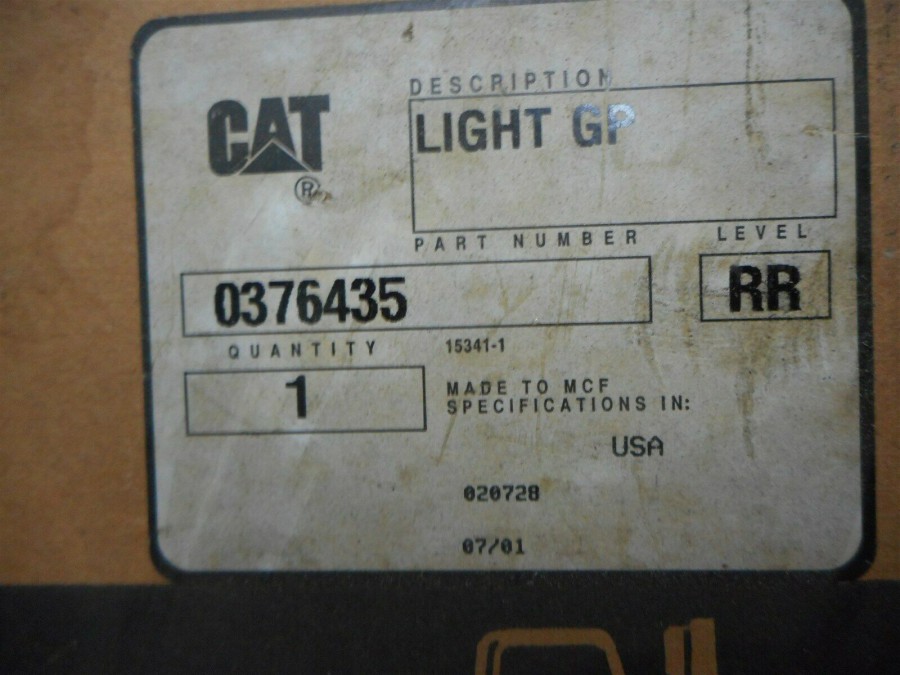 CAT
®
DESCRIPTION
LIGHT GP
PART NUMBER
LEVEL
0376435
RR
QUANTITY
15341-1
1
MADE TO MCF
SPECIFICATIONS IN:
USA
020728
07/01